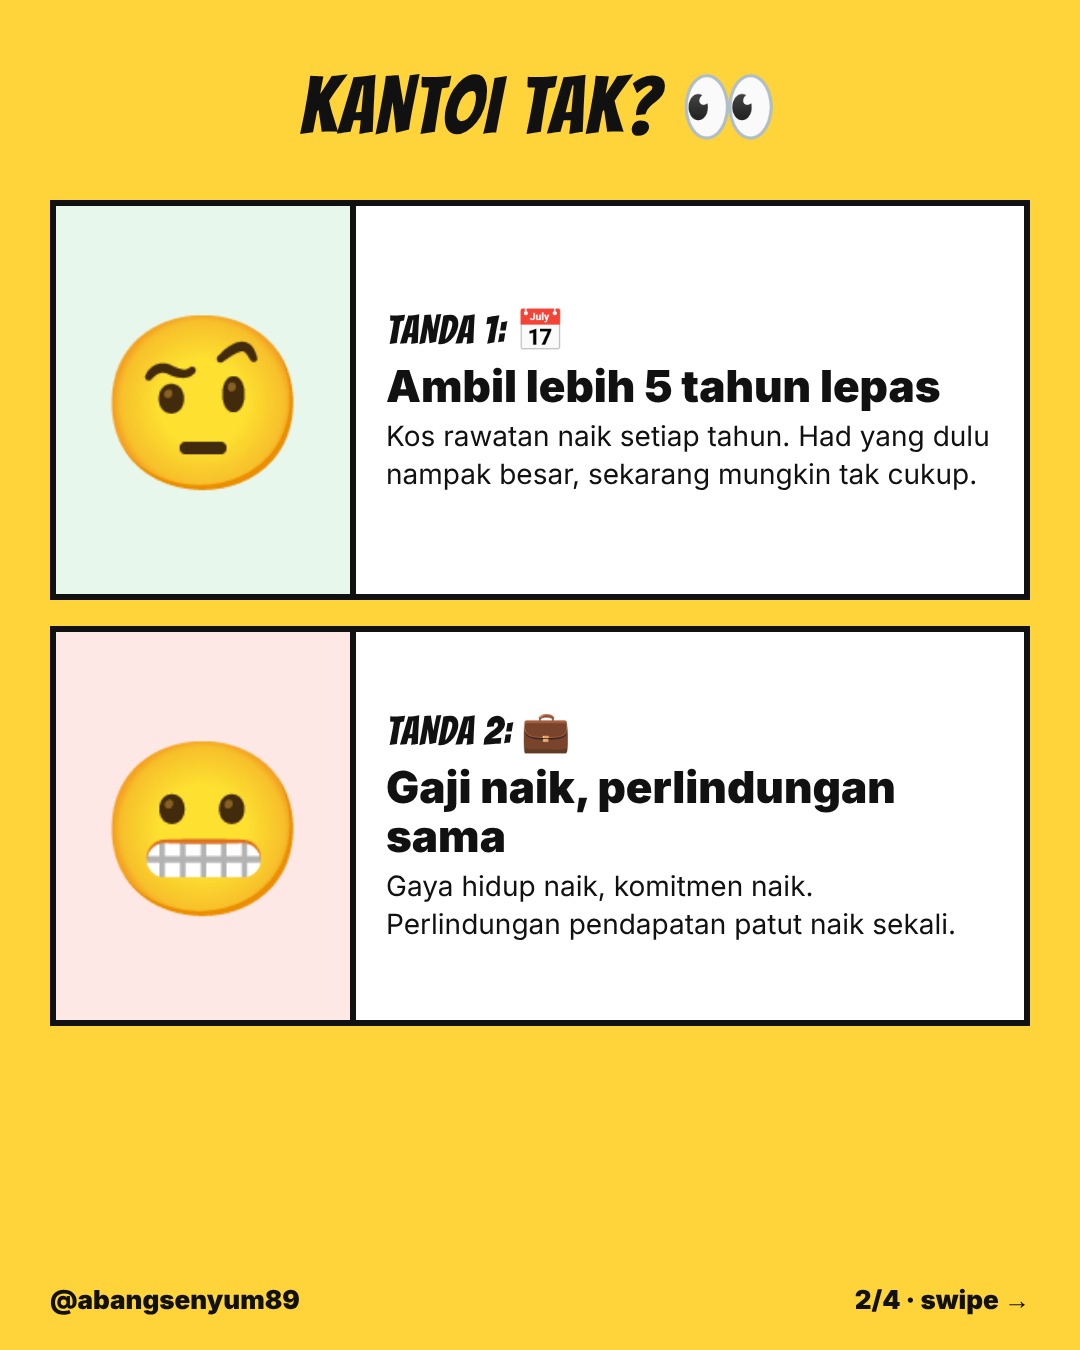 KANTOI TAK? 👀
TANDA 1: 📅
Ambil lebih 5 tahun lepas
Kos rawatan naik setiap tahun. Had yang dulu
nampak besar, sekarang mungkin tak cukup.
TANDA 2: 💼
Gaji naik, perlindungan
sama
Gaya hidup naik, komitmen naik.
Perlindungan pendapatan patut naik sekali.
@abangsenyum89
2/4 · swipe →